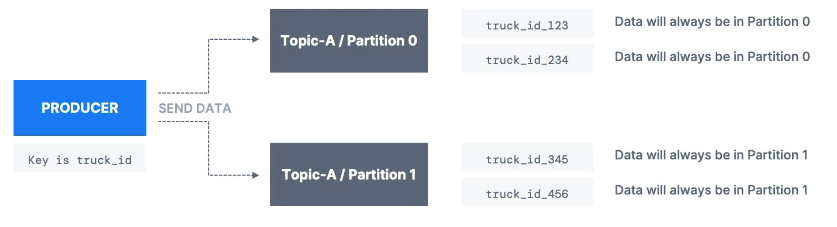 PRODUCER
Key is truck_id
SEND DATA
Topic-A / Partition 0
truck_id_123
Data will always be in Partition 0
truck_id_234
Data will always be in Partition 0
Topic-A / Partition 1
truck_id_345
Data will always be in Partition 1
truck_id_456
Data will always be in Partition 1